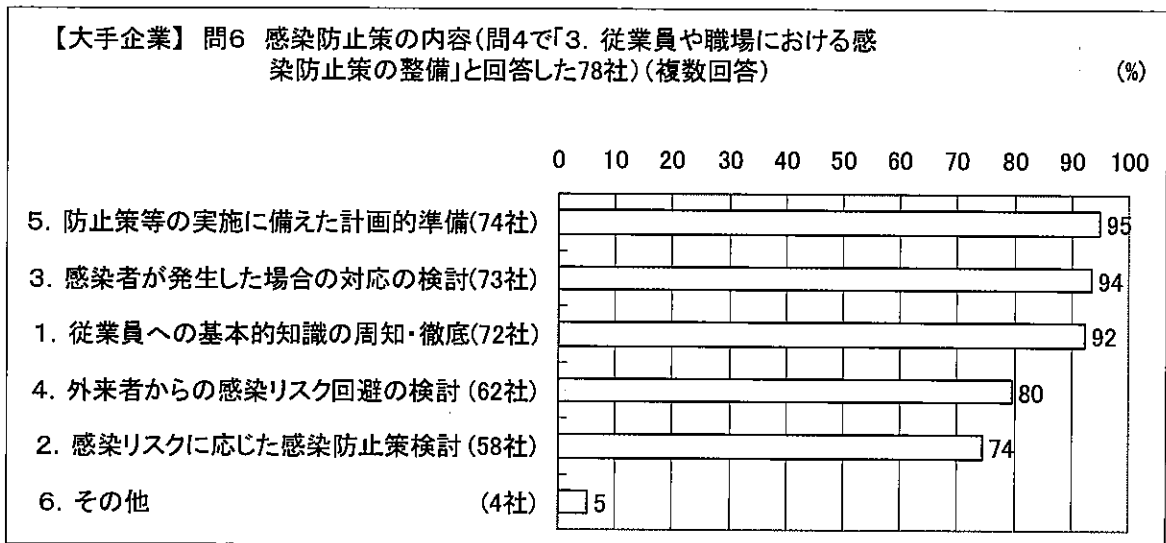 【大手企業】 問6 感染防止策の内容(問4で「3. 従業員や職場における感
染防止策の整備」と回答した78社)(複数回答) (%)
0 10 20 30 40 50 60 70 80 90 100
5. 防止策等の実施に備えた計画的準備(74社) 95
3. 感染者が発生した場合の対応の検討(73社) 94
1. 従業員への基本的知識の周知・徹底(72社) 92
4. 外来者からの感染リスク回避の検討 (62社) 80
2. 感染リスクに応じた感染防止策検討 (58社) 74
6. その他 (4社) 5